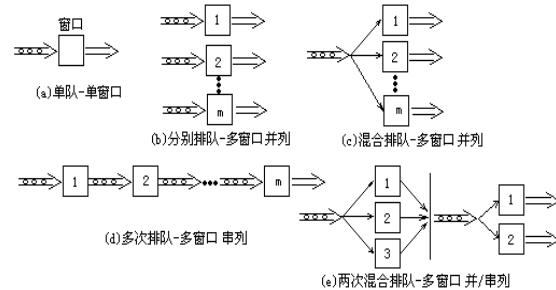 窗口
(a)单队-单窗口
1
2
m
(b)分别排队-多窗口并列
1
2
m
(c)混合排队-多窗口并列
1
2
m
(d)多次排队-多窗口 串列
1
2
3
1
2
(e)两次混合排队-多窗口 并/串列